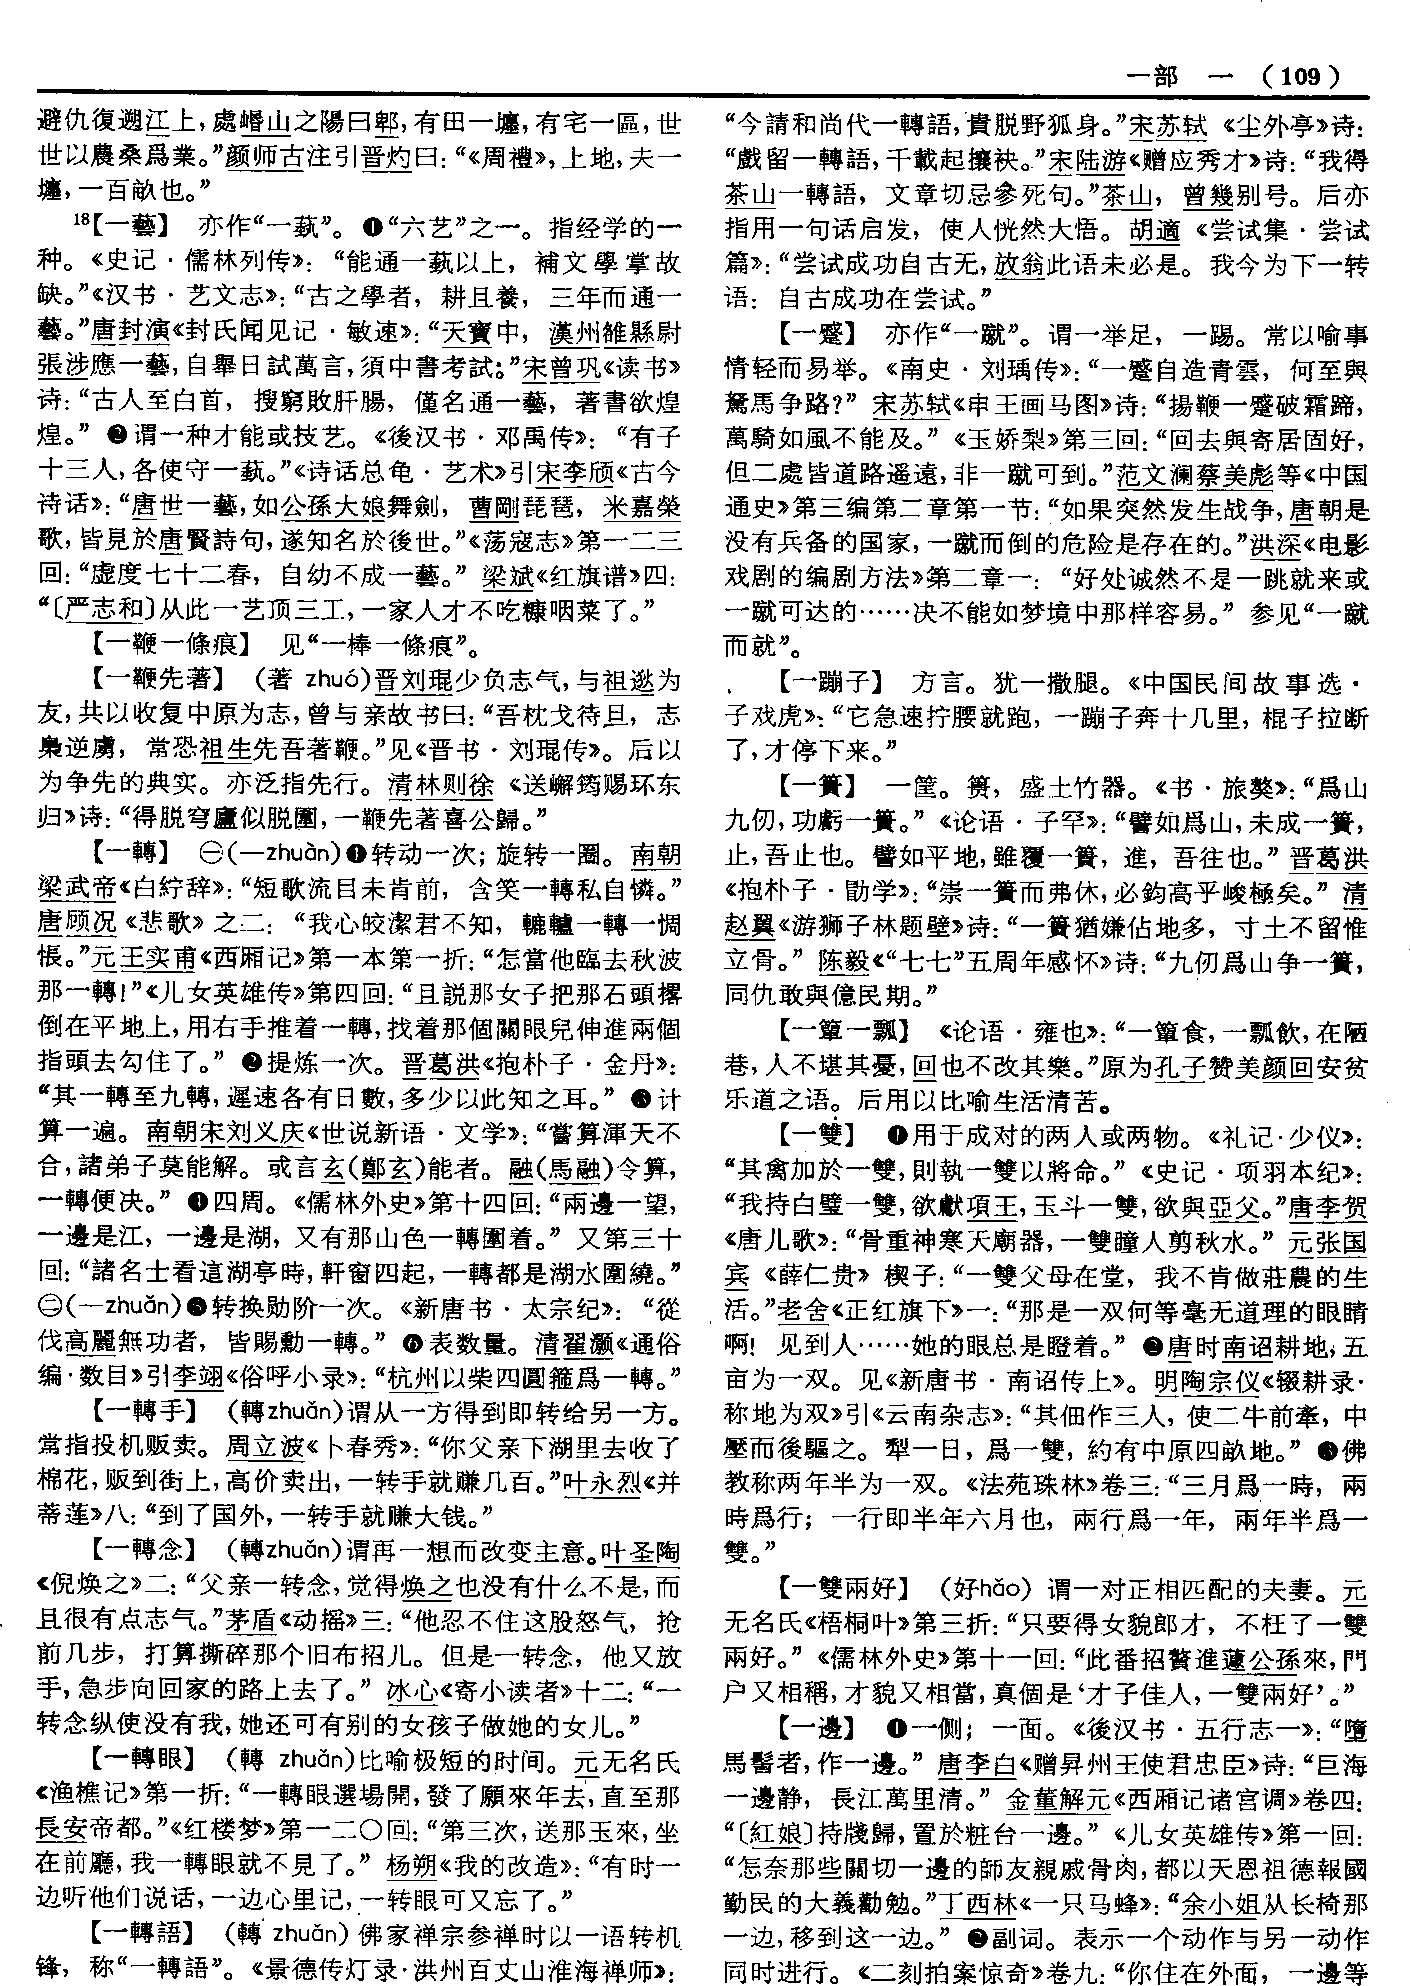 一部 一 (109)
避仇復遡江上,處崏山之陽曰郫,有田一㕓,有宅一區,世
世以農桑爲業。”颜师古注引晋灼曰:“《周禮》,上地,夫一
㕓,一百畝也。”
18【一藝】 亦作“一蓺”。 ❶“六艺”之一。指经学的一
种。《史记·儒林列传》:“能通一蓺以上,補文學掌故
缺。”《汉书·艺文志》:“古之學者,耕且養,三年而通一
藝。”唐封演《封氏闻见记·敏速》:“天寶中,漢州雒縣尉
張涉應一藝,自舉日試萬言,須中書考試。”宋曾巩《读书》
诗:“古人至白首,搜窮敗肝腸,僅名通一藝,著書欲煌
煌。” ❷谓一种才能或技艺。《後汉书·邓禹传》:“有子
十三人,各使守一蓺。”《诗话总龟·艺术》引宋李颀《古今
诗话》:“唐世一藝,如公孫大娘舞劍,曹剛琵琶,米嘉榮
歌,皆見於唐賢詩句,遂知名於後世。”《荡寇志》第一二三
回:“虚度七十二春,自幼不成一藝。” 梁斌《红旗谱》四:
“〔严志和〕从此一艺顶三工,一家人才不吃糠咽菜了。”
【一鞭一條痕】 见“一棒一條痕”。
【一鞭先著】 (著 zhuó)晋刘琨少负志气,与祖逖为
友,共以收复中原为志,曾与亲故书曰:“吾枕戈待旦,志
梟逆虜,常恐祖生先吾著鞭。”见《晋书·刘琨传》。后以
为争先的典实。亦泛指先行。清林则徐《送嶰筠赐环东
归》诗:“得脱穹廬似脱圍,一鞭先著喜公歸。”
【一轉】 ㊀(—zhuàn)❶转动一次;旋转一圈。南朝
梁武帝《白紵辞》:“短歌流目未肯前,含笑一轉私自憐。”
唐顾况《悲歌》之二:“我心皎潔君不知,轆轤一轉一惆
悵。”元王实甫《西厢记》第一本第一折:“怎當他臨去秋波
那一轉!”《儿女英雄传》第四回:“且説那女子把那石頭撂
倒在平地上,用右手推着一轉,找着那個關眼兒伸進兩個
指頭去勾住了。” ❷提炼一次。晋葛洪《抱朴子·金丹》:
“其一轉至九轉,遲速各有日數,多少以此知之耳。” ❸计
算一遍。南朝宋刘义庆《世说新语·文学》:“嘗算渾天不
合,諸弟子莫能解。或言玄(鄭玄)能者。融(馬融)令算,
一轉便决。” ❹四周。《儒林外史》第十四回:“兩邊一望,
一邊是江,一邊是湖,又有那山色一轉圍着。” 又第三十
回:“諸名士看這湖亭時,軒窗四起,一轉都是湖水圍繞。”
㊁(—zhuǎn)❺转换勋阶一次。《新唐书·太宗纪》:“從
伐高麗無功者,皆賜勳一轉。” ❻表数量。清翟灏《通俗
编·数目》引李翊《俗呼小录》:“杭州以柴四圓箍爲一轉。”
【一轉手】 (轉zhuǎn)谓从一方得到即转给另一方。
常指投机贩卖。周立波《卜春秀》:“你父亲下湖里去收了
棉花,贩到街上,高价卖出,一转手就赚几百。”叶永烈《并
蒂莲》八:“到了国外,一转手就赚大钱。”
【一轉念】 (轉zhuǎn)谓再一想而改变主意。叶圣陶
《倪焕之》二:“父亲一转念,觉得焕之也没有什么不是,而
且很有点志气。”茅盾《动摇》三:“他忍不住这股怒气,抢
前几步,打算撕碎那个旧布招儿。但是一转念,他又放
手,急步向回家的路上去了。” 冰心《寄小读者》十二:“一
转念纵使没有我,她还可有别的女孩子做她的女儿。”
【一轉眼】 (轉 zhuǎn)比喻极短的时间。元无名氏
《渔樵记》第一折:“一轉眼選場開,發了願來年去,直至那
長安帝都。”《红楼梦》第一二〇回:“第三次,送那玉來,坐
在前廳,我一轉眼就不見了。” 杨朔《我的改造》:“有时一
边听他们说话,一边心里记,一转眼可又忘了。”
【一轉語】 (轉 zhuǎn)佛家禅宗参禅时以一语转机
锋,称“一轉語”。《景德传灯录·洪州百丈山淮海禅师》:
“今請和尚代一轉語,貴脱野狐身。”宋苏轼《尘外亭》诗:
“戲留一轉語,千載起攘袂。”宋陆游《赠应秀才》诗:“我得
茶山一轉語,文章切忌參死句。”茶山,曾幾别号。后亦
指用一句话启发,使人恍然大悟。胡適《尝试集·尝试
篇》:“尝试成功自古无,放翁此语未必是。我今为下一转
语:自古成功在尝试。”
【一蹵】 亦作“一蹴”。谓一举足,一踢。常以喻事
情轻而易举。《南史·刘瑀传》:“一蹵自造青雲,何至與
駑馬争路?” 宋苏轼《申王画马图》诗:“揚鞭一蹵破霜蹄,
萬騎如風不能及。” 《玉娇梨》第三回:“回去與寄居固好,
但二處皆道路遥遠,非一蹴可到。”范文澜蔡美彪等《中国
通史》第三编第二章第一节:“如果突然发生战争,唐朝是
没有兵备的国家,一蹴而倒的危险是存在的。”洪深《电影
戏剧的编剧方法》第二章一:“好处诚然不是一跳就来或
一蹴可达的……决不能如梦境中那样容易。” 参见“一蹴
而就”。
【一蹦子】 方言。犹一撒腿。《中国民间故事选·
子戏虎》:“它急速拧腰就跑,一蹦子奔十几里,棍子拉断
了,才停下来。”
【一簣】 一筐。篑,盛土竹器。《书·旅獒》:“爲山
九仞,功虧一簣。” 《论语·子罕》:“譬如爲山,未成一簣,
止,吾止也。譬如平地,雖覆一簣,進,吾往也。” 晋葛洪
《抱朴子·勖学》:“崇一簣而弗休,必鈞高乎峻極矣。” 清
赵翼《游狮子林题壁》诗:“一簣猶嫌佔地多,寸土不留惟
立骨。” 陈毅《“七七”五周年感怀》诗:“九仞爲山争一簣,
同仇敢與億民期。”
【一簞一瓢】 《论语·雍也》:“一簞食,一瓢飲,在陋
巷,人不堪其憂,回也不改其樂。”原为孔子赞美颜回安贫
乐道之语。后用以比喻生活清苦。
【一雙】 ❶用于成对的两人或两物。《礼记·少仪》:
“其禽加於一雙,則執一雙以將命。” 《史记·项羽本纪》:
“我持白璧一雙,欲獻項王,玉斗一雙,欲與亞父。”唐李贺
《唐儿歌》:“骨重神寒天廟器,一雙瞳人剪秋水。” 元张国
宾《薛仁贵》楔子:“一雙父母在堂,我不肯做莊農的生
活。”老舍《正红旗下》一:“那是一双何等毫无道理的眼睛
啊!见到人……她的眼总是瞪着。” ❷唐时南诏耕地,五
亩为一双。见《新唐书·南诏传上》。明陶宗仪《辍耕录·
称地为双》引《云南杂志》:“其佃作三人,使二牛前牽,中
壓而後驅之。犁一日,爲一雙,約有中原四畝地。” ❸佛
教称两年半为一双。《法苑珠林》卷三:“三月爲一時,兩
時爲行;一行即半年六月也,兩行爲一年,兩年半爲一
雙。”
【一雙兩好】 (好hǎo)谓一对正相匹配的夫妻。元
无名氏《梧桐叶》第三折:“只要得女貌郎才,不枉了一雙
兩好。” 《儒林外史》第十一回:“此番招贅進蘧公孫來,門
户又相稱,才貌又相當,真個是‘才子佳人,一雙兩好’。”
【一邊】 ❶一侧;一面。《後汉书·五行志一》:“墮
馬髻者,作一邊。” 唐李白《赠昇州王使君忠臣》诗:“巨海
一邊静,長江萬里清。” 金董解元《西厢记诸宫调》卷四:
“〔紅娘〕持牋歸,置於粧台一邊。” 《儿女英雄传》第一回:
“怎奈那些關切一邊的師友親戚骨肉,都以天恩祖德報國
勤民的大義勸勉。”丁西林《一只马蜂》:“余小姐从长椅那
一边,移到这一边。” ❷副词。表示一个动作与另一动作
同时进行。《二刻拍案惊奇》卷九:“你住在外面,一邊等